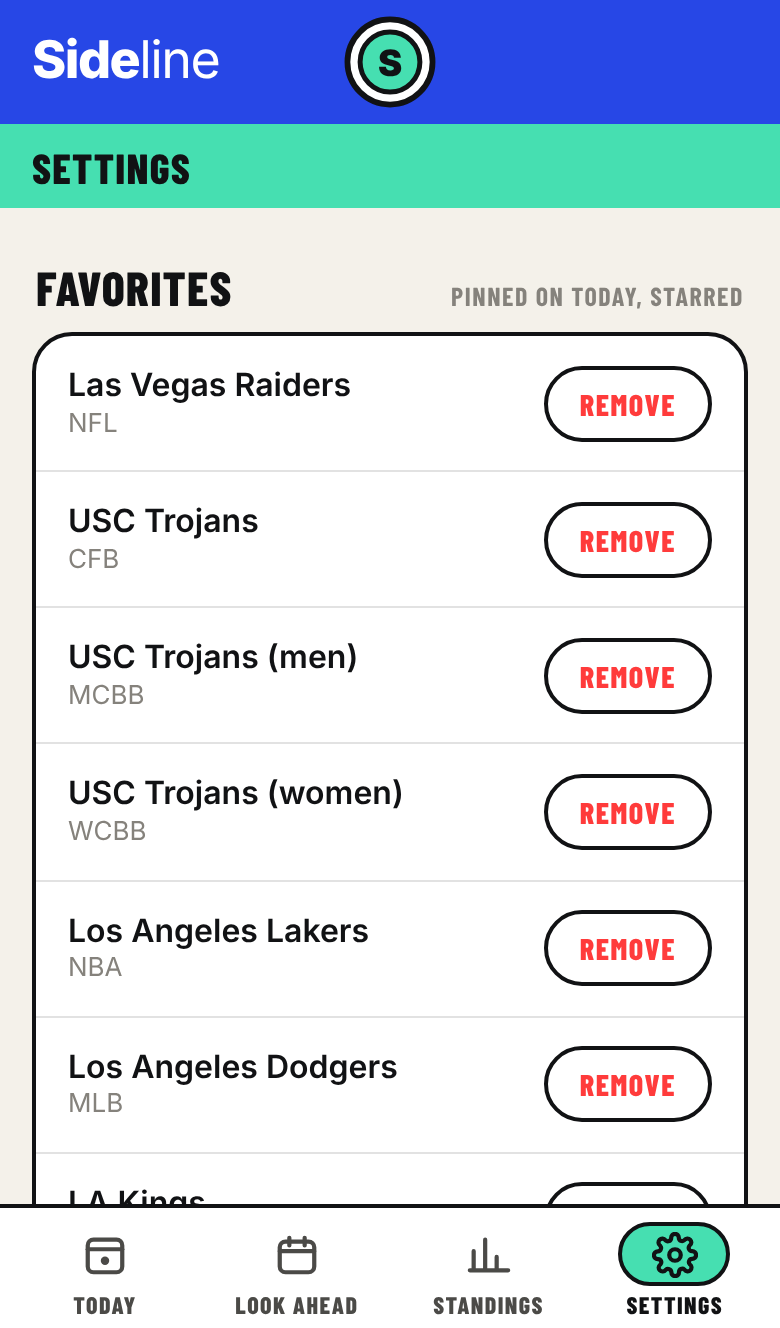 Sideline
S
SETTINGS
FAVORITES
PINNED ON TODAY, STARRED
Las Vegas Raiders
REMOVE
NFL
USC Trojans
REMOVE
CFB
USC Trojans (men)
REMOVE
MCBB
USC Trojans (women)
REMOVE
WCBB
Los Angeles Lakers
REMOVE
NBA
Los Angeles Dodgers
REMOVE
MLB
LA Kings
TODAY
LOOK AHEAD
STANDINGS
SETTINGS